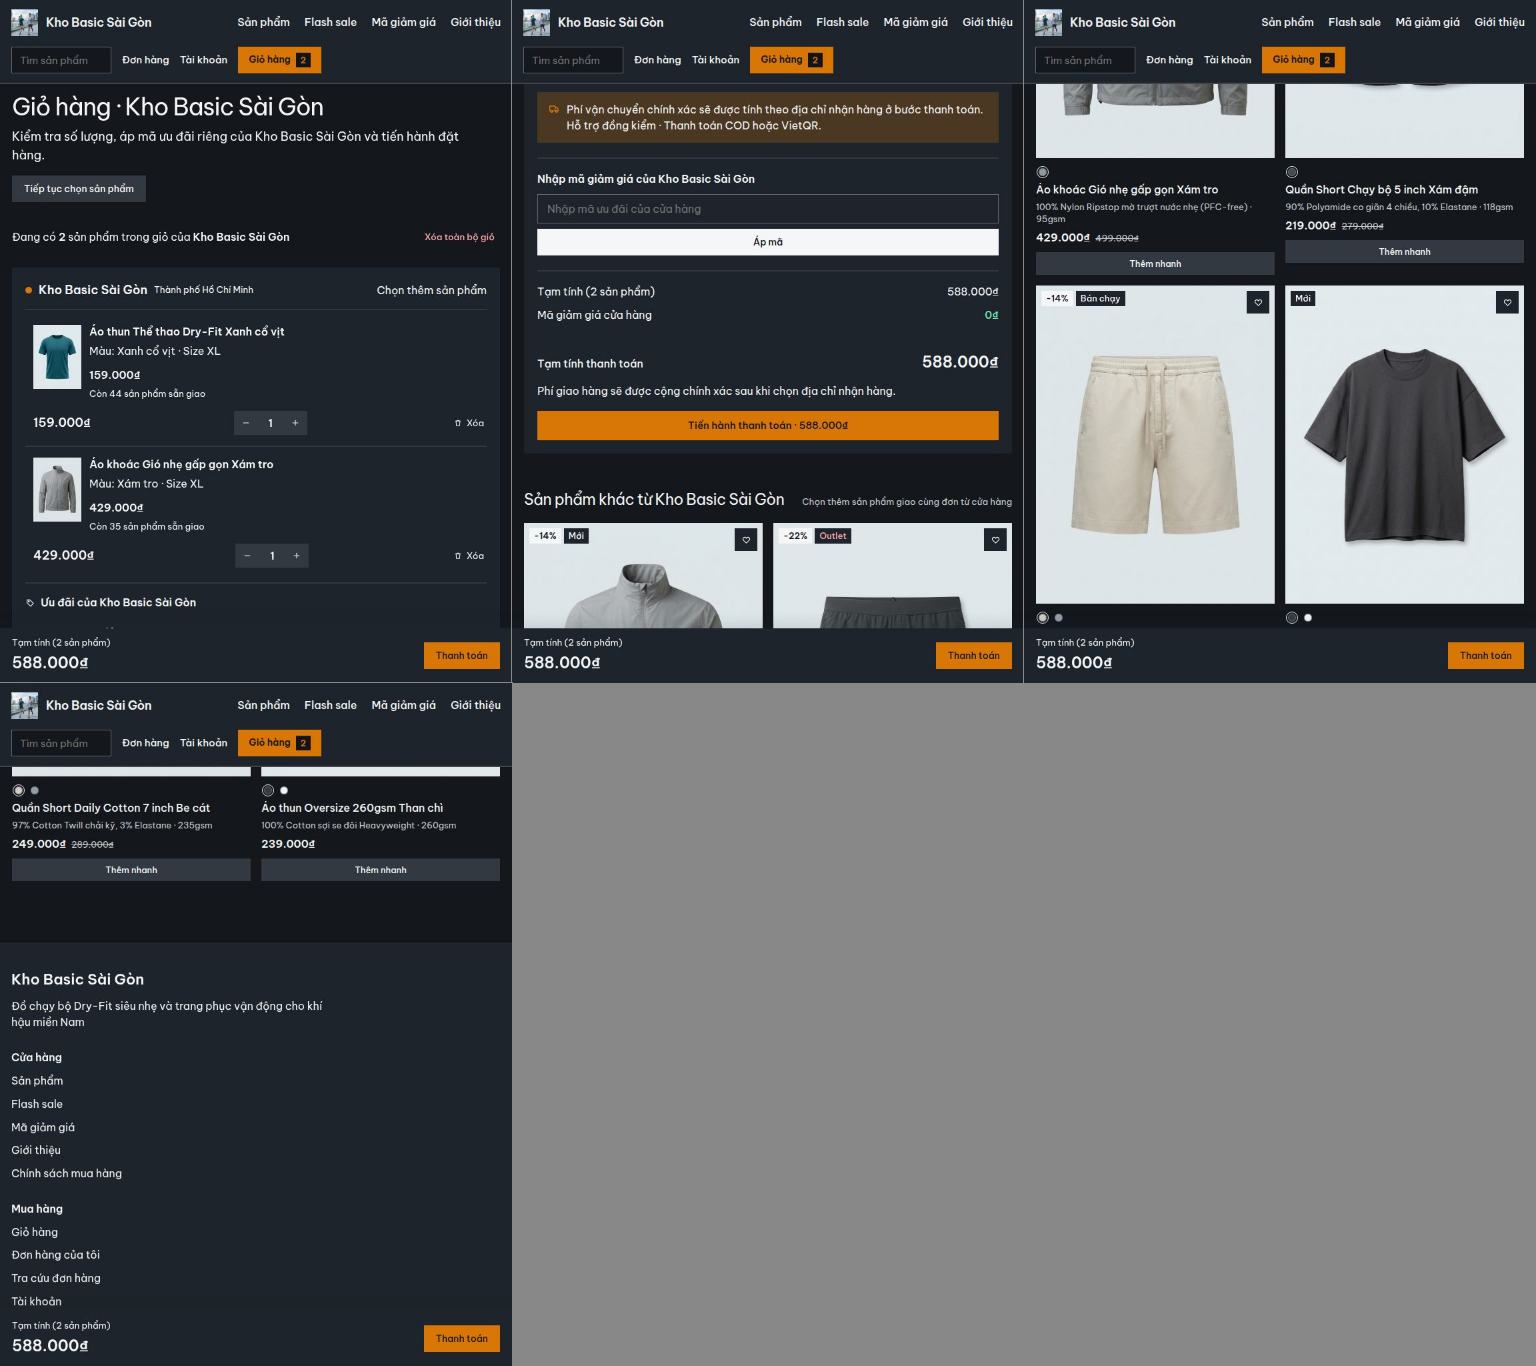 Kho Basic Sài Gòn
Sản phẩm
Flash sale
Mã giảm giá
Giới thiệu
Tìm sản phẩm
Đơn hàng
Tài khoản
Giỏ hàng 2
Giỏ hàng · Kho Basic Sài Gòn
Kiểm tra số lượng, áp mã ưu đãi riêng của Kho Basic Sài Gòn và tiến hành đặt
hàng.
Tiếp tục chọn sản phẩm
Đang có 2 sản phẩm trong giỏ của Kho Basic Sài Gòn
Xóa toàn bộ giỏ
Kho Basic Sài Gòn Thành phố Hồ Chí Minh
Chọn thêm sản phẩm
Áo thun Thể thao Dry-Fit Xanh cổ vịt
Màu: Xanh cổ vịt · Size XL
159.000₫
Còn 44 sản phẩm sẵn giao
159.000₫
− 1 +
Xóa
Áo khoác Gió nhẹ gấp gọn Xám tro
Màu: Xám tro · Size XL
429.000₫
Còn 35 sản phẩm sẵn giao
429.000₫
− 1 +
Xóa
Ưu đãi của Kho Basic Sài Gòn
Tạm tính (2 sản phẩm)
588.000₫
Thanh toán
Kho Basic Sài Gòn
Sản phẩm
Flash sale
Mã giảm giá
Giới thiệu
Tìm sản phẩm
Đơn hàng
Tài khoản
Giỏ hàng 2
Phí vận chuyển chính xác sẽ được tính theo địa chỉ nhận hàng ở bước thanh toán.
Hỗ trợ đồng kiểm · Thanh toán COD hoặc VietQR.
Nhập mã giảm giá của Kho Basic Sài Gòn
Nhập mã ưu đãi của cửa hàng
Áp mã
Tạm tính (2 sản phẩm)
588.000₫
Mã giảm giá cửa hàng
0₫
Tạm tính thanh toán
588.000₫
Phí giao hàng sẽ được cộng chính xác sau khi chọn địa chỉ nhận hàng.
Tiến hành thanh toán · 588.000₫
Sản phẩm khác từ Kho Basic Sài Gòn
Chọn thêm sản phẩm giao cùng đơn từ cửa hàng
-14% Mới
-22% Outlet
Tạm tính (2 sản phẩm)
588.000₫
Thanh toán
Kho Basic Sài Gòn
Sản phẩm
Flash sale
Mã giảm giá
Giới thiệu
Tìm sản phẩm
Đơn hàng
Tài khoản
Giỏ hàng 2
Áo khoác Gió nhẹ gấp gọn Xám tro
100% Nylon Ripstop mờ trượt nước nhẹ (PFC-free) ·
95gsm
429.000₫ 499.000₫
Thêm nhanh
Quần Short Chạy bộ 5 inch Xám đậm
90% Polyamide co giãn 4 chiều, 10% Elastane · 118gsm
219.000₫ 279.000₫
Thêm nhanh
-14% Bán chạy
Mới
Tạm tính (2 sản phẩm)
588.000₫
Thanh toán
Kho Basic Sài Gòn
Sản phẩm
Flash sale
Mã giảm giá
Giới thiệu
Tìm sản phẩm
Đơn hàng
Tài khoản
Giỏ hàng 2
Quần Short Daily Cotton 7 inch Be cát
97% Cotton Twill chải kỹ, 3% Elastane · 235gsm
249.000₫ 289.000₫
Thêm nhanh
Áo thun Oversize 260gsm Than chì
100% Cotton sợi se đôi Heavyweight · 260gsm
239.000₫
Thêm nhanh
Kho Basic Sài Gòn
Đồ chạy bộ Dry-Fit siêu nhẹ và trang phục vận động cho khí
hậu miền Nam
Cửa hàng
Sản phẩm
Flash sale
Mã giảm giá
Giới thiệu
Chính sách mua hàng
Mua hàng
Giỏ hàng
Đơn hàng của tôi
Tra cứu đơn hàng
Tài khoản
Tạm tính (2 sản phẩm)
588.000₫
Thanh toán